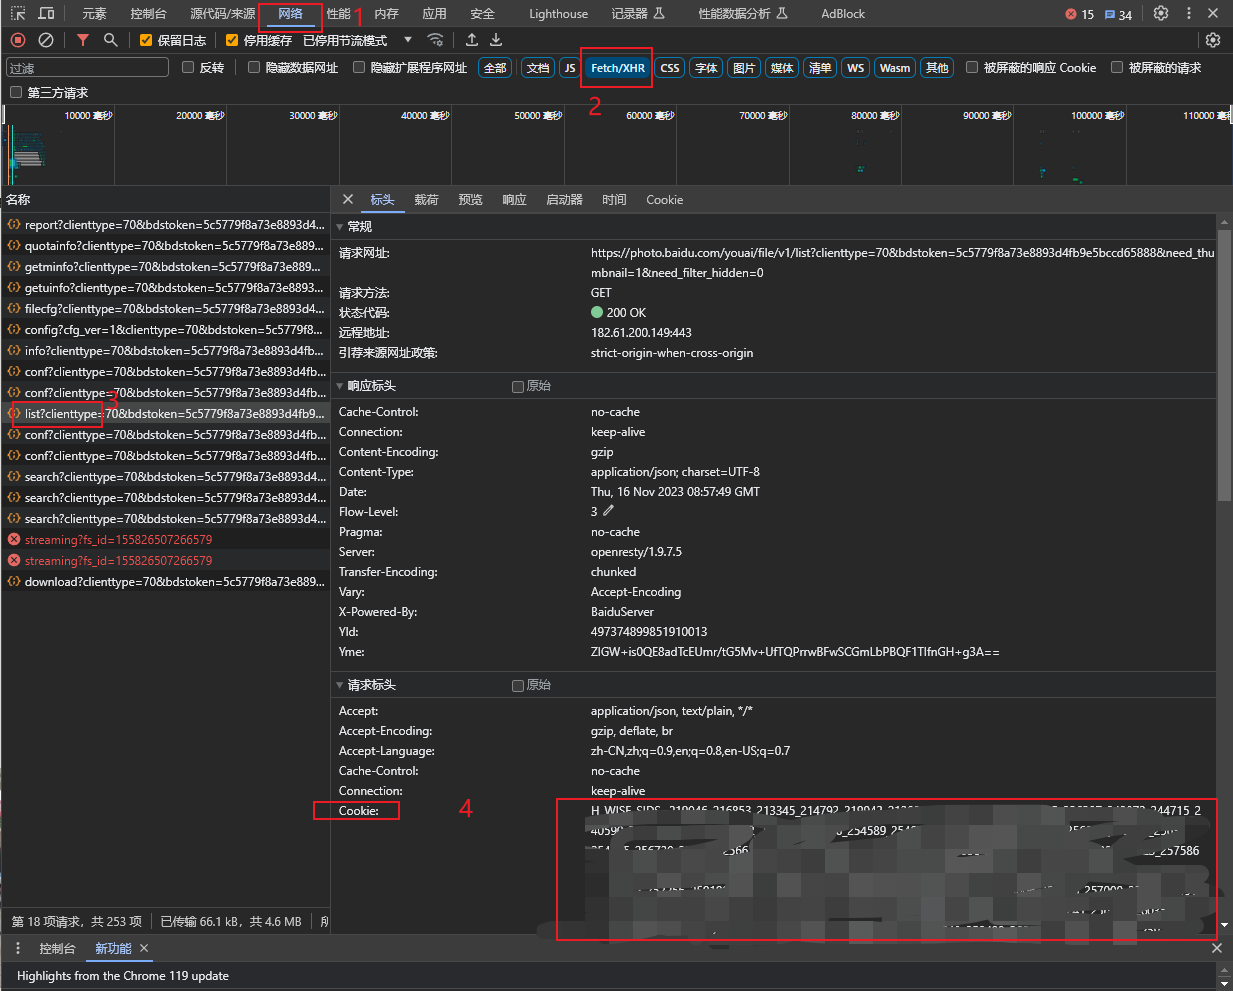 元素 控制台 源代码/来源 网络 1 性能 内存 应用 安全 Lighthouse 记录器 性能数据分析 AdBlock 15 34
保留日志 停用缓存 已停用节流模式
过滤 反转 隐藏数据网址 隐藏扩展程序网址 全部 文档 JS Fetch/XHR CSS 字体 图片 媒体 清单 WS Wasm 其他 被屏蔽的响应 Cookie 被屏蔽的请求
第三方请求 2
10000 毫秒 20000 毫秒 30000 毫秒 40000 毫秒 50000 毫秒 60000 毫秒 70000 毫秒 80000 毫秒 90000 毫秒 100000 毫秒 110000 毫
名称
report?clienttype=70&bdstoken=5c5779f8a73e8893d4...
quotainfo?clienttype=70&bdstoken=5c5779f8a73e889...
getminfo?clienttype=70&bdstoken=5c5779f8a73e889...
getuinfo?clienttype=70&bdstoken=5c5779f8a73e8893...
filecfg?clienttype=70&bdstoken=5c5779f8a73e8893d4...
config?cfg_ver=1&clienttype=70&bdstoken=5c5779f8...
info?clienttype=70&bdstoken=5c5779f8a73e8893d4fb...
conf?clienttype=70&bdstoken=5c5779f8a73e8893d4fb...
conf?clienttype=70&bdstoken=5c5779f8a73e8893d4fb...
3
list?clienttype=70&bdstoken=5c5779f8a73e8893d4fb9...
conf?clienttype=70&bdstoken=5c5779f8a73e8893d4fb...
conf?clienttype=70&bdstoken=5c5779f8a73e8893d4fb...
search?clienttype=70&bdstoken=5c5779f8a73e8893d4...
search?clienttype=70&bdstoken=5c5779f8a73e8893d4...
search?clienttype=70&bdstoken=5c5779f8a73e8893d4...
streaming?fs_id=155826507266579
streaming?fs_id=155826507266579
download?clienttype=70&bdstoken=5c5779f8a73e889...
第 18 项请求，共 253 项 已传输 66.1 kB，共 4.6 MB
标头 载荷 预览 响应 启动器 时间 Cookie
常规
请求网址: https://photo.baidu.com/youai/file/v1/list?clienttype=70&bdstoken=5c5779f8a73e8893d4fb9e5bccd65888&need_thu
mbnail=1&need_filter_hidden=0
请求方法: GET
状态代码: 200 OK
远程地址: 182.61.200.149:443
引荐来源网址政策: strict-origin-when-cross-origin
响应标头 原始
Cache-Control: no-cache
Connection: keep-alive
Content-Encoding: gzip
Content-Type: application/json; charset=UTF-8
Date: Thu, 16 Nov 2023 08:57:49 GMT
Flow-Level: 3
Pragma: no-cache
Server: openresty/1.9.7.5
Transfer-Encoding: chunked
Vary: Accept-Encoding
X-Powered-By: BaiduServer
Yld: 497374899851910013
Yme: ZIGW+is0QE8adTcEUmr/tG5Mv+UfTQPrrwBFwSCGmLbPBQF1TIfnGH+g3A==
请求标头 原始
Accept: application/json, text/plain, */*
Accept-Encoding: gzip, deflate, br
Accept-Language: zh-CN,zh;q=0.9,en;q=0.8,en-US;q=0.7
Cache-Control: no-cache
Connection: keep-alive
Cookie: 4
控制台 新功能
Highlights from the Chrome 119 update